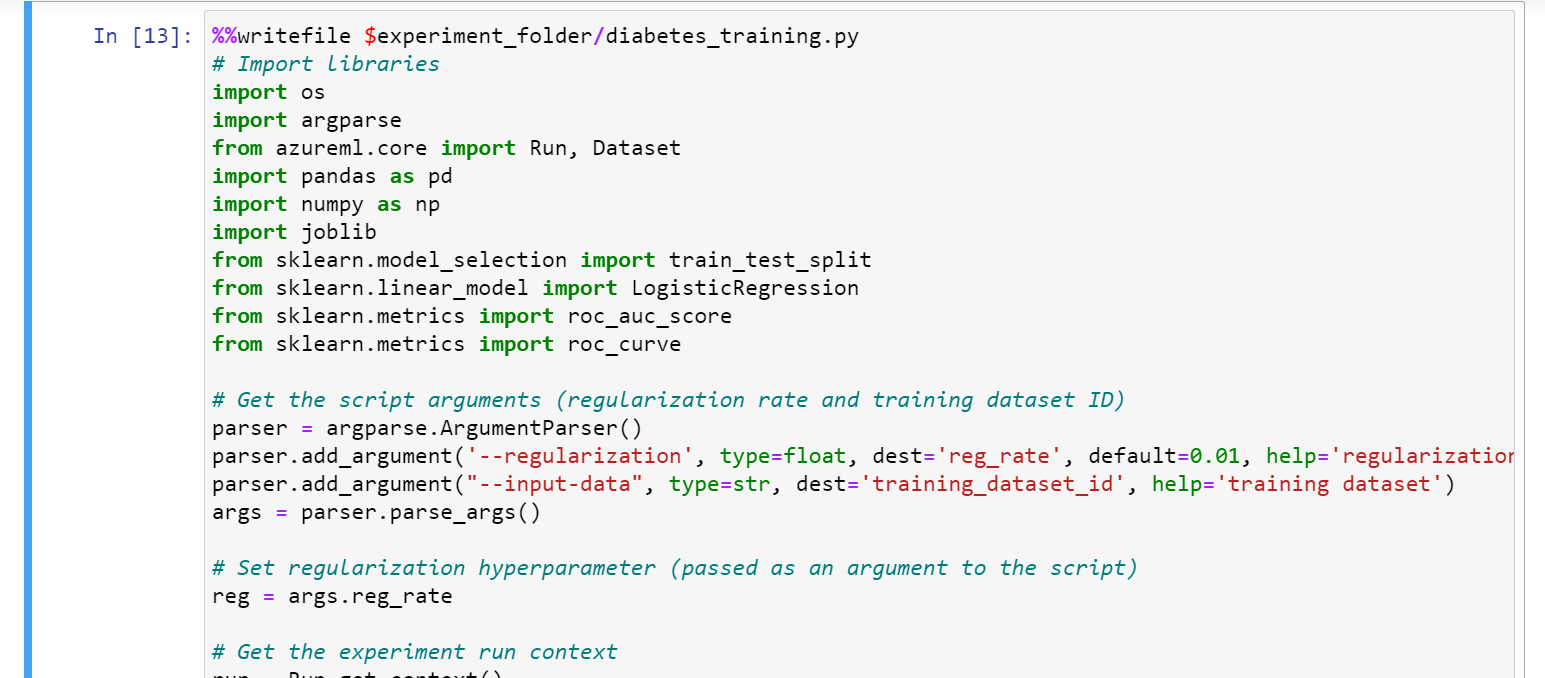 In [13]: %%writefile $experiment_folder/diabetes_training.py
# Import libraries
import os
import argparse
from azureml.core import Run, Dataset
import pandas as pd
import numpy as np
import joblib
from sklearn.model_selection import train_test_split
from sklearn.linear_model import LogisticRegression
from sklearn.metrics import roc_auc_score
from sklearn.metrics import roc_curve
# Get the script arguments (regularization rate and training dataset ID)
parser = argparse.ArgumentParser()
parser.add_argument('--regularization', type=float, dest='reg_rate', default=0.01, help='regularization
parser.add_argument("--input-data", type=str, dest='training_dataset_id', help='training dataset')
args = parser.parse_args()
# Set regularization hyperparameter (passed as an argument to the script)
reg = args.reg_rate
# Get the experiment run context
run = Run.get_context()